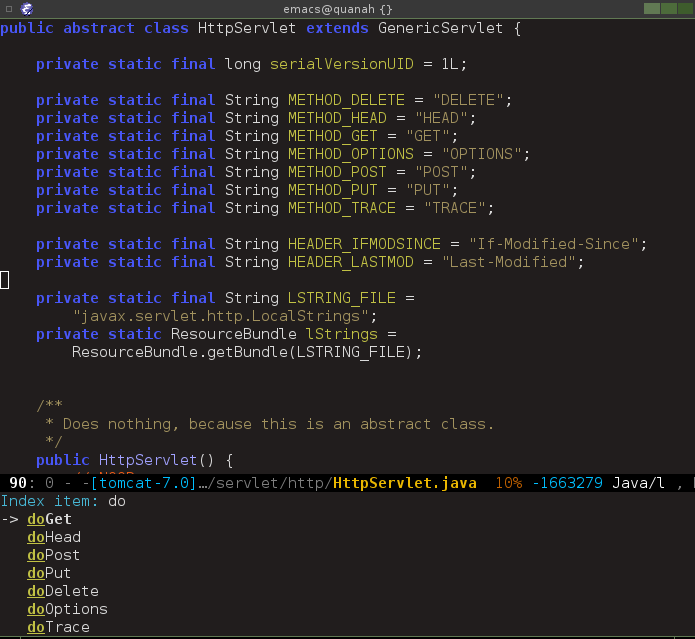 emacs@quanah {}
public abstract class HttpServlet extends GenericServlet {
private static final long serialVersionUID = 1L;
private static final String METHOD_DELETE = "DELETE";
private static final String METHOD_HEAD = "HEAD";
private static final String METHOD_GET = "GET";
private static final String METHOD_OPTIONS = "OPTIONS";
private static final String METHOD_POST = "POST";
private static final String METHOD_PUT = "PUT";
private static final String METHOD_TRACE = "TRACE";
private static final String HEADER_IFMODSINCE = "If-Modified-Since";
private static final String HEADER_LASTMOD = "Last-Modified";
private static final String LSTRING_FILE =
"javax.servlet.http.LocalStrings";
private static ResourceBundle lStrings =
ResourceBundle.getBundle(LSTRING_FILE);
/**
* Does nothing, because this is an abstract class.
*/
public HttpServlet() {
90: 0 - -[tomcat-7.0]…/servlet/http/HttpServlet.java 10% -1663279 Java/l ,
Index item: do
-> doGet
doHead
doPost
doPut
doDelete
doOptions
doTrace